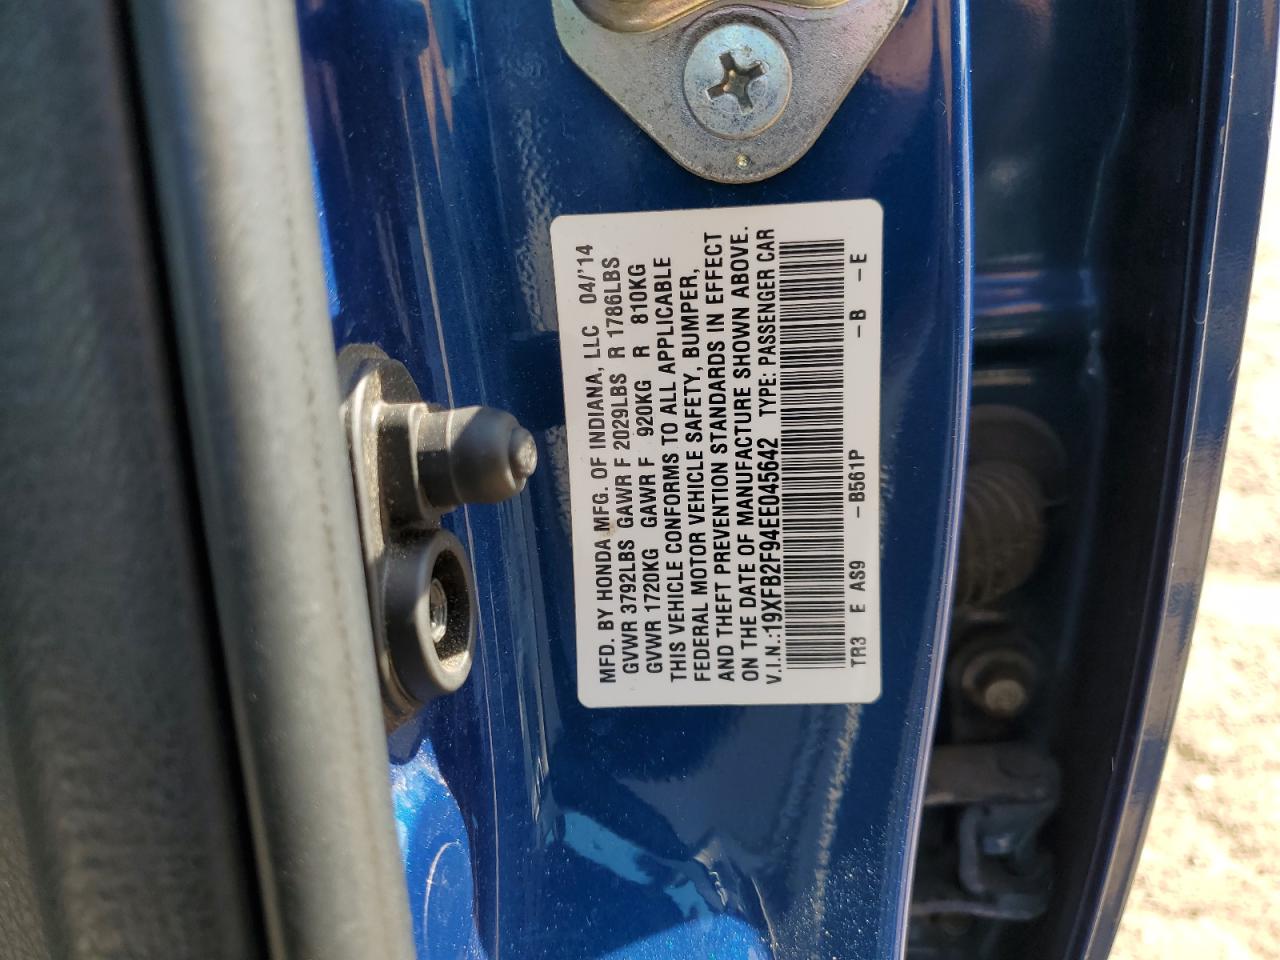 MFD. BY HONDA MFG. OF INDIANA, LLC 04/'14
GVWR 3792LBS GAWR F 2029LBS R 1786LBS
GVWR 1720KG GAWR F 920KG R 810KG
THIS VEHICLE CONFORMS TO ALL APPLICABLE
FEDERAL MOTOR VEHICLE SAFETY, BUMPER,
AND THEFT PREVENTION STANDARDS IN EFFECT
ON THE DATE OF MANUFACTURE SHOWN ABOVE.
V.I.N.:19XFB2F94EE045642 TYPE: PASSENGER CAR
TR3 E AS9 -B561P -B -E